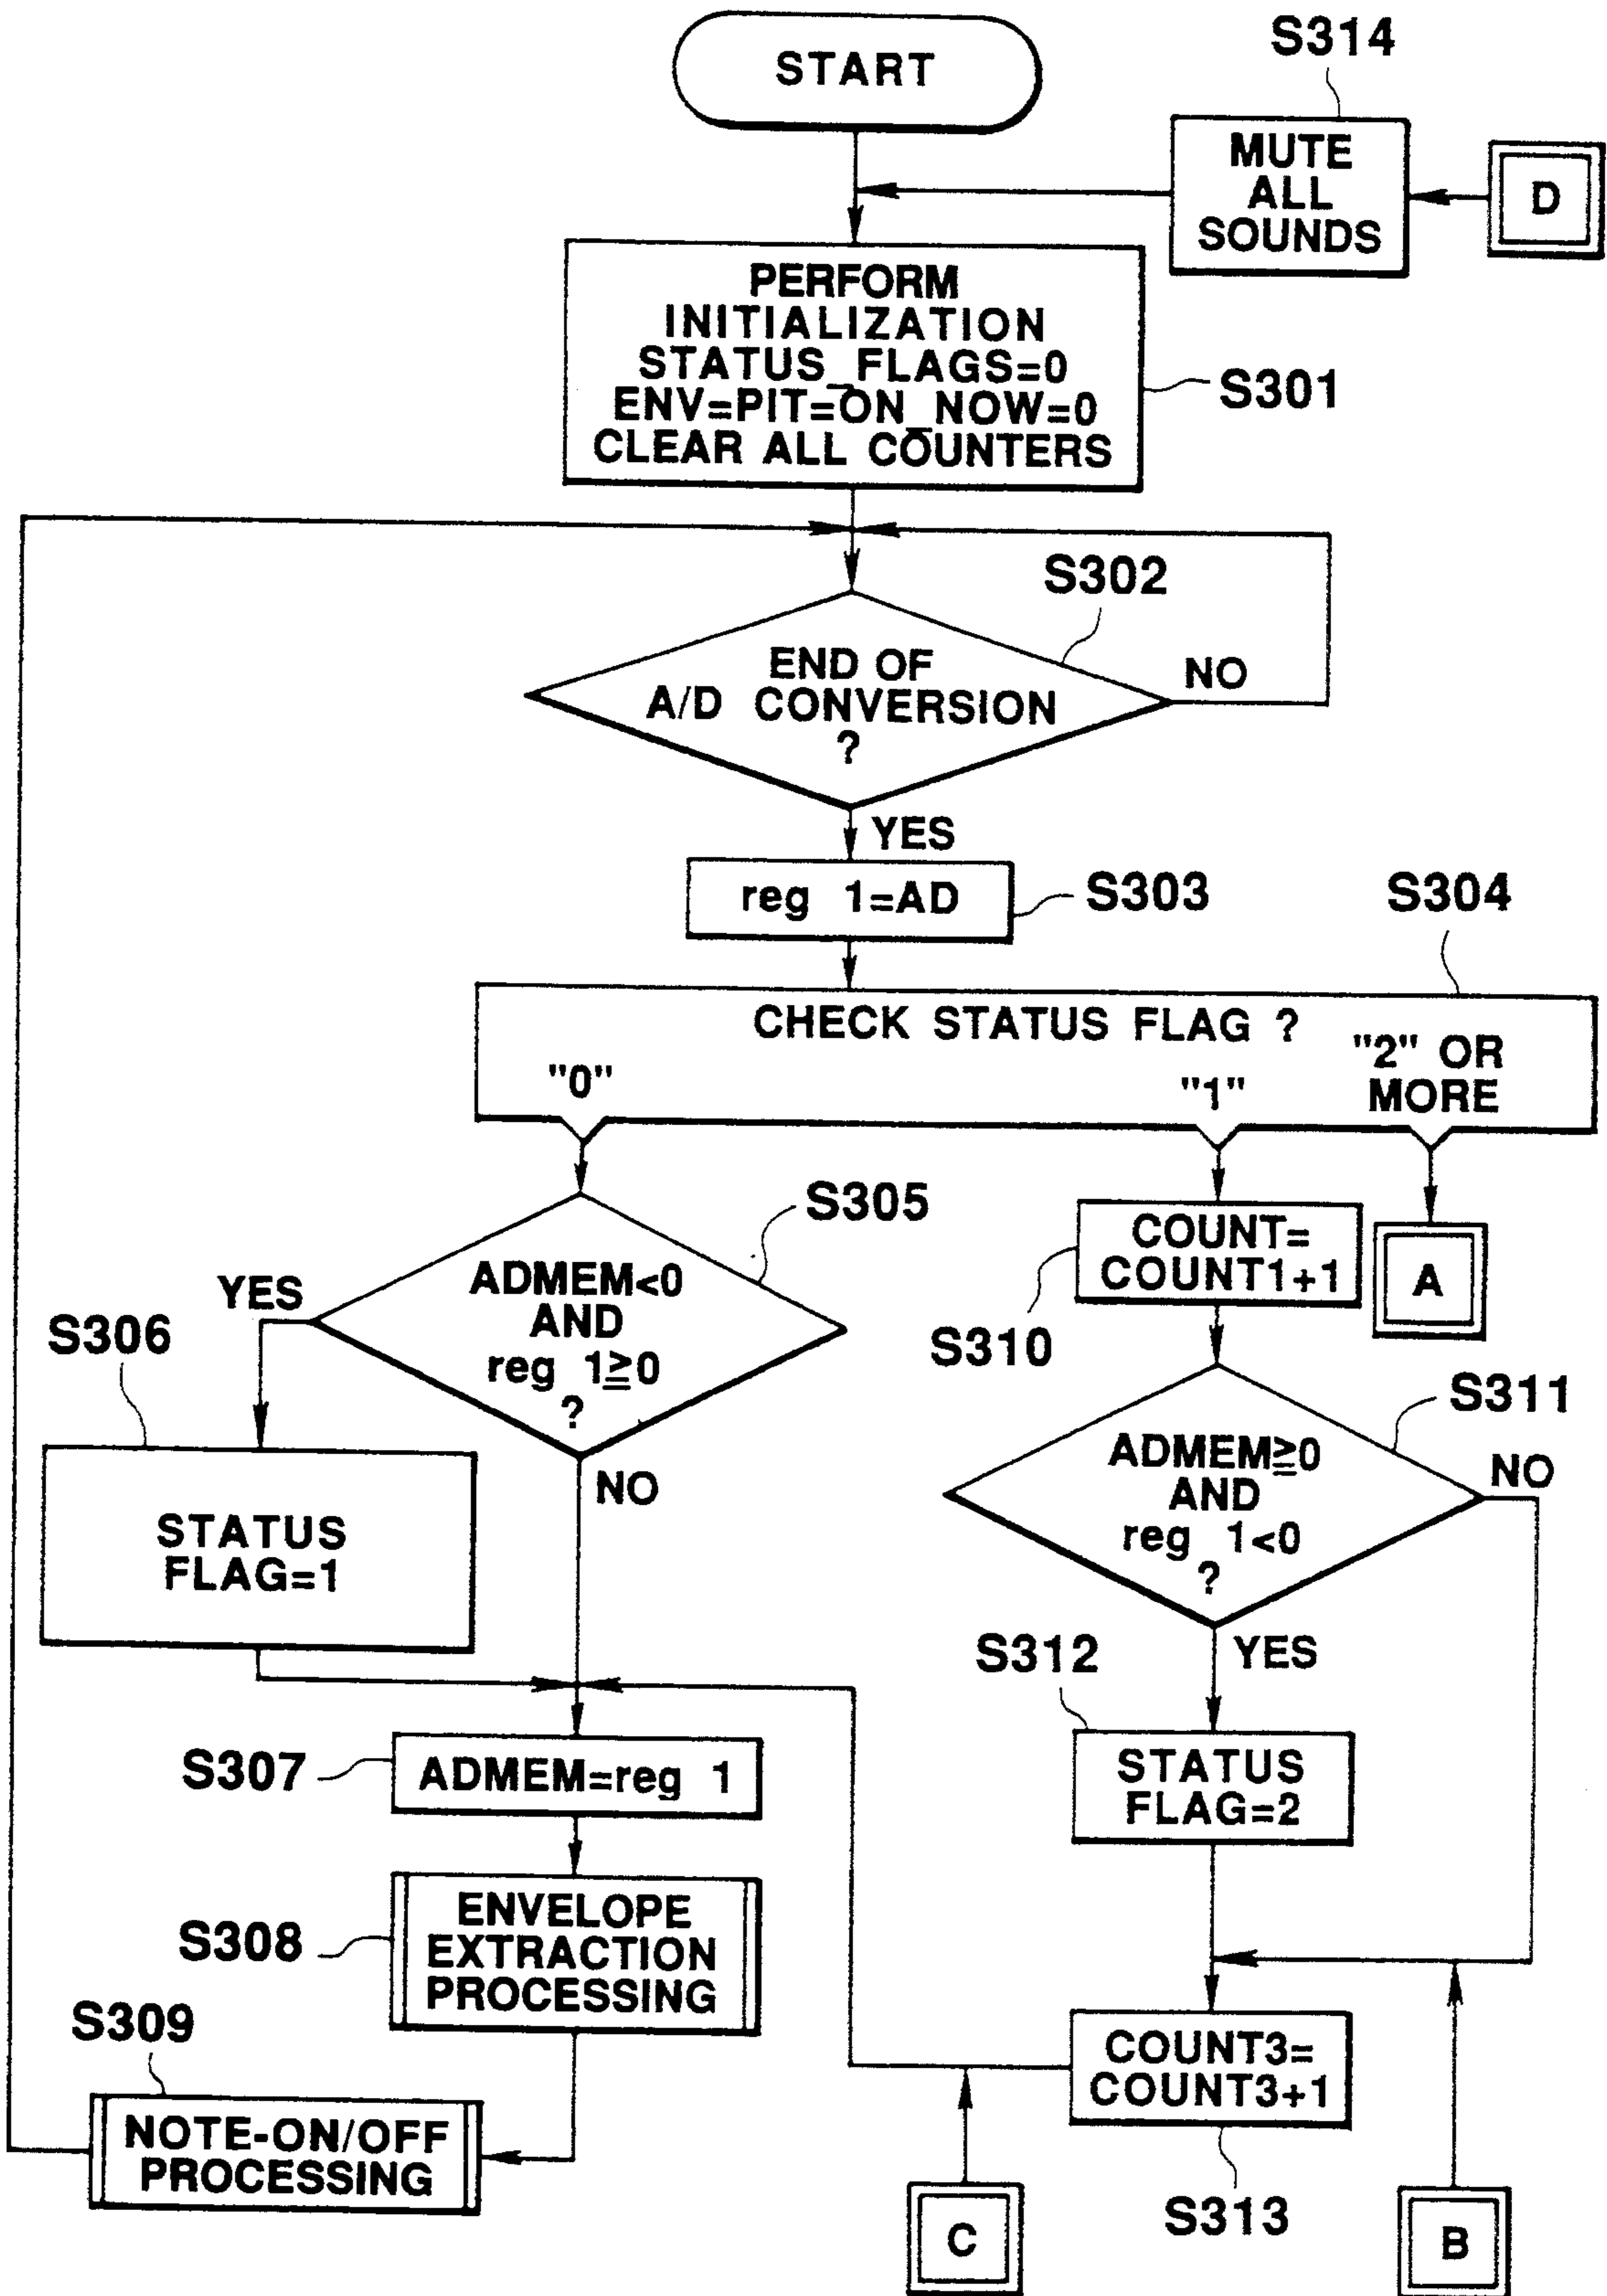 START
S314
MUTE
ALL
SOUNDS
D
PERFORM
INITIALIZATION
STATUS_FLAGS=0
ENV=PIT=ON_NOW=0
CLEAR ALL COUNTERS
S301
S302
END OF
A/D CONVERSION
?
NO
YES
reg 1=AD
S303
S304
CHECK STATUS FLAG ?
"0"
"1"
"2" OR
MORE
S305
ADMEM<0
AND
reg 1≧0
?
YES
NO
S306
STATUS
FLAG=1
COUNT=
COUNT1+1
S310
A
S311
ADMEM≧0
AND
reg 1<0
?
NO
YES
S312
STATUS
FLAG=2
S307
ADMEM=reg 1
S308
ENVELOPE
EXTRACTION
PROCESSING
S309
NOTE-ON/OFF
PROCESSING
COUNT3=
COUNT3+1
S313
C
B